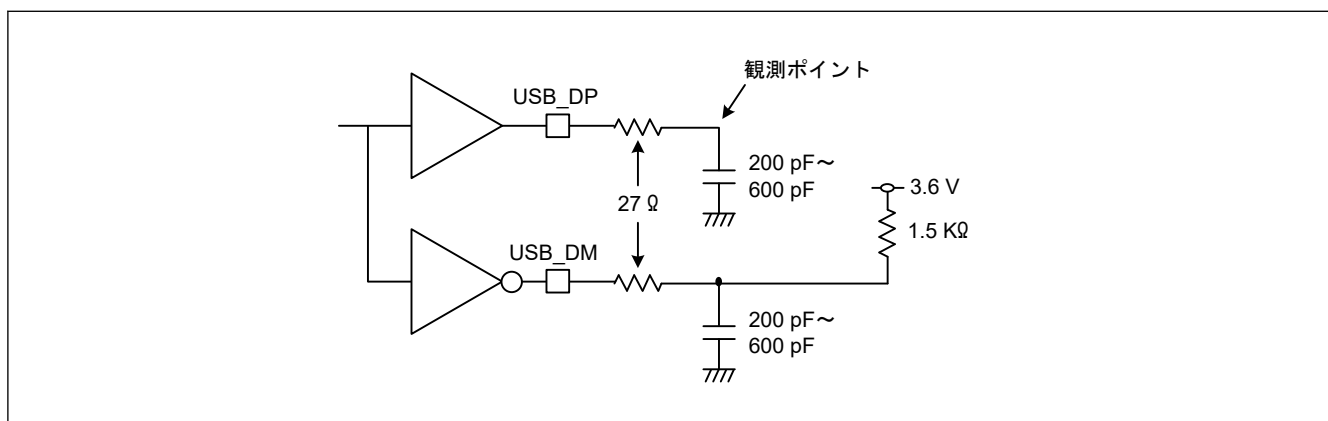 観測ポイント
USB_DP
200 pF～
600 pF
3.6 V
27 Ω
1.5 KΩ
USB_DM
200 pF～
600 pF